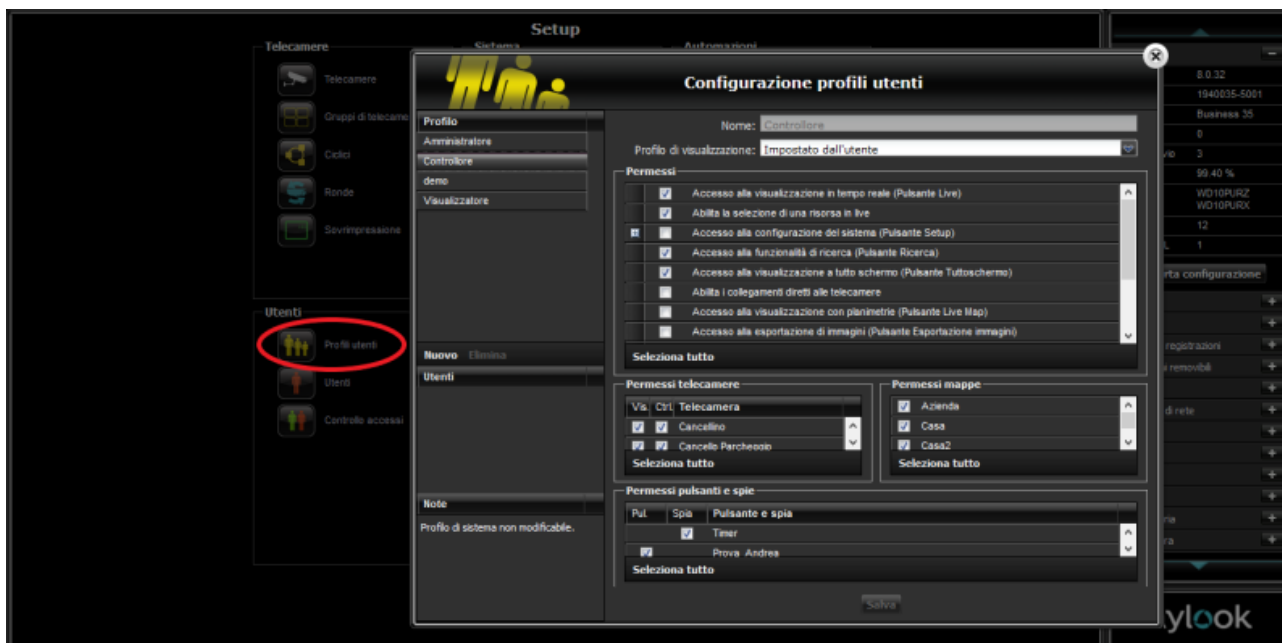 Setup
Telecamere
Sistema
Automazioni
Telecamere
Gruppi di telecame
Ciclici
Ronde
Sovrimpressione
Utenti
Profili utenti
Utenti
Controllo accessi
Configurazione profili utenti
Profilo
Amministratore
Controllore
demo
Visualizzatore
Nuovo Elimina
Utenti
Note
Profilo di sistema non modificabile.
Nome: Controllore
Profilo di visualizzazione: Impostato dall'utente
Permessi
Accesso alla visualizzazione in tempo reale (Pulsante Live)
Abilita la selezione di una risorsa in live
Accesso alla configurazione del sistema (Pulsante Setup)
Accesso alla funzionalità di ricerca (Pulsante Ricerca)
Accesso alla visualizzazione a tutto schermo (Pulsante Tuttoschermo)
Abilita i collegamenti diretti alle telecamere
Accesso alla visualizzazione con planimetrie (Pulsante Live Map)
Accesso alla esportazione di immagini (Pulsante Esportazione immagini)
Seleziona tutto
Permessi telecamere
Vis. Ctrl. Telecamera
Cancellino
Cancello Parcheggio
Seleziona tutto
Permessi mappe
Azienda
Casa
Casa2
Seleziona tutto
Permessi pulsanti e spie
Pul. Spia Pulsante e spia
Timer
Prova_Andrea
Seleziona tutto
Salva
8.0.32
1940035-5001
Business 35
0
vio 3
99.40 %
WD10PURZ
WD10PURX
12
L 1
rta configurazione
registrazioni
i removibili
di rete
ria
ra
ylook